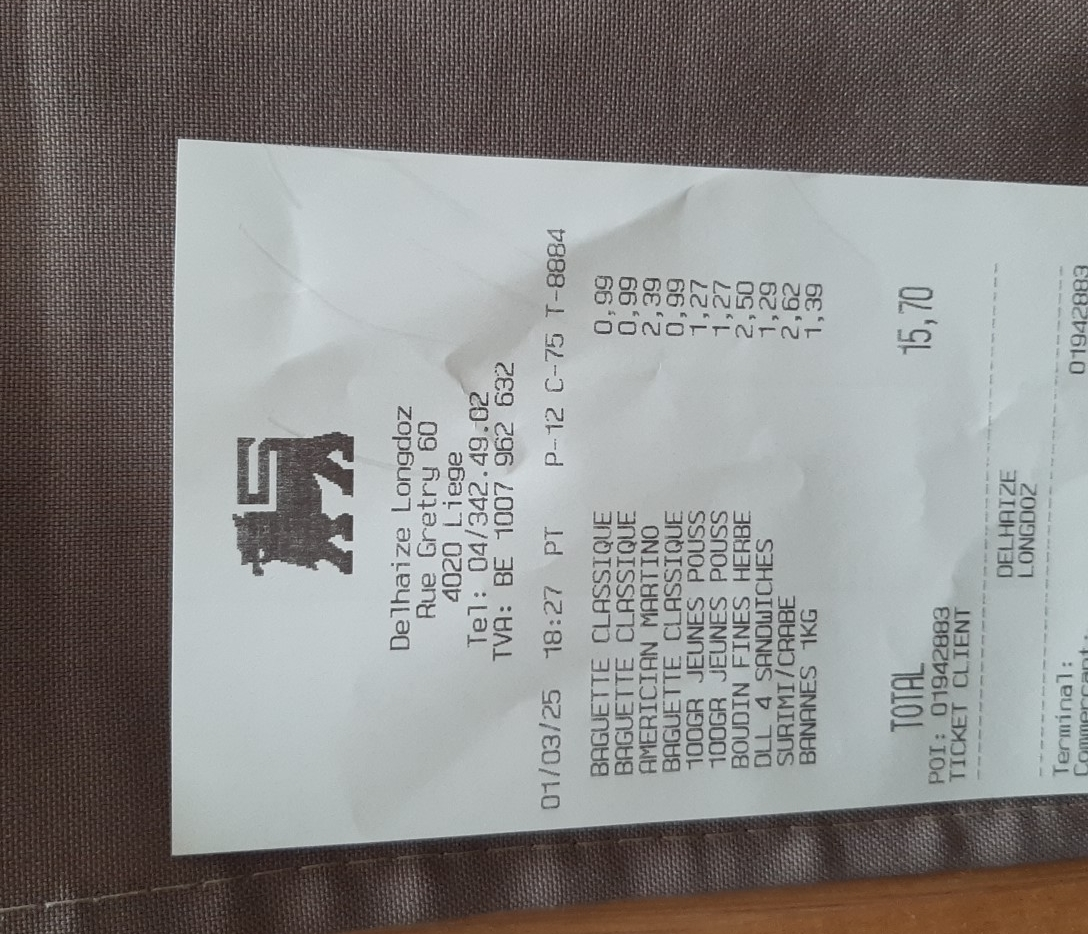 Delhaize Longdoz
Rue Gretry 60
4020 Liege
Tel: 04/342.49.02
TVA: BE 1007 962 632
01/03/25 18:27 PT P-12 C-75 T-8884
BAGUETTE CLASSIQUE 0,99
BAGUETTE CLASSIQUE 0,99
AMERICIAN MARTINO 2,39
BAGUETTE CLASSIQUE 0,99
100GR JEUNES POUSS 1,27
100GR JEUNES POUSS 1,27
BOUDIN FINES HERBE 2,50
DLL 4 SANDWICHES 1,29
SURIMI/CRABE 2,62
BANANES 1KG 1,39
TOTAL 15,70
POI: 01942883
TICKET CLIENT
DELHAIZE
LONGDOZ
Terminal: 01942883